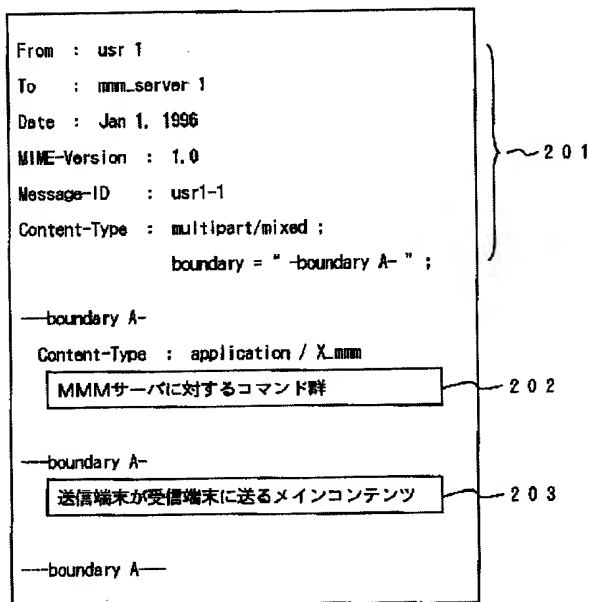 From : usr 1
To : mmm_server 1
Date : Jan 1, 1996
MIME-Version : 1.0
Message-ID : usr1-1
Content-Type : multipart/mixed ;
boundary = “ -boundary A- ” ;
201
――boundary A-
Content-Type : application / X_mmm
MMMサーバに対するコマンド群
202
――boundary A-
送信端末が受信端末に送るメインコンテンツ
203
――boundary A――